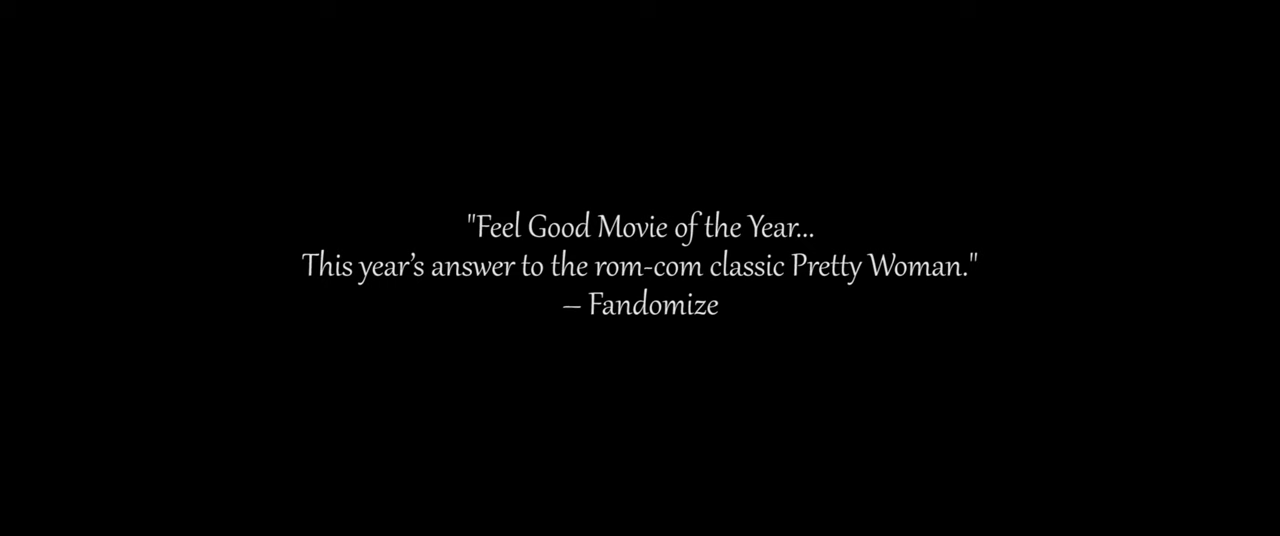 "Feel Good Movie of the Year...
This year’s answer to the rom-com classic Pretty Woman."
– Fandomize